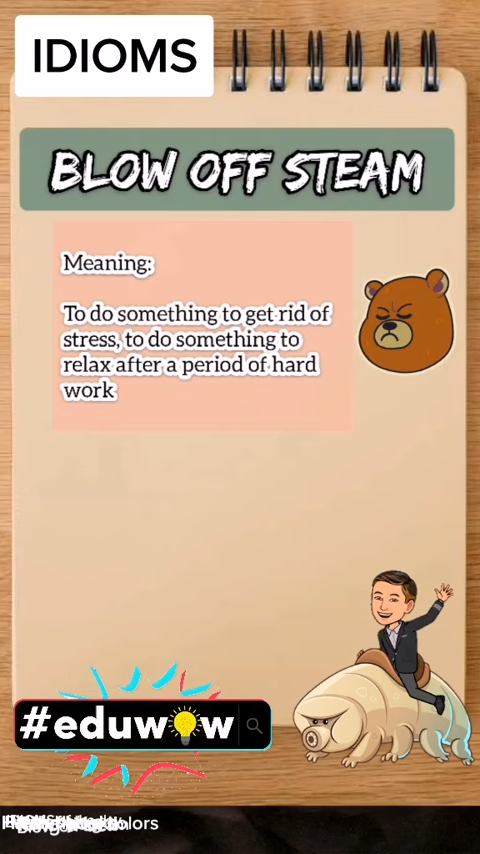 IDIOMS
BLOW OFF STEAM
Meaning:
To do something to get rid of
stress, to do something to
relax after a period of hard
work
#eduwow